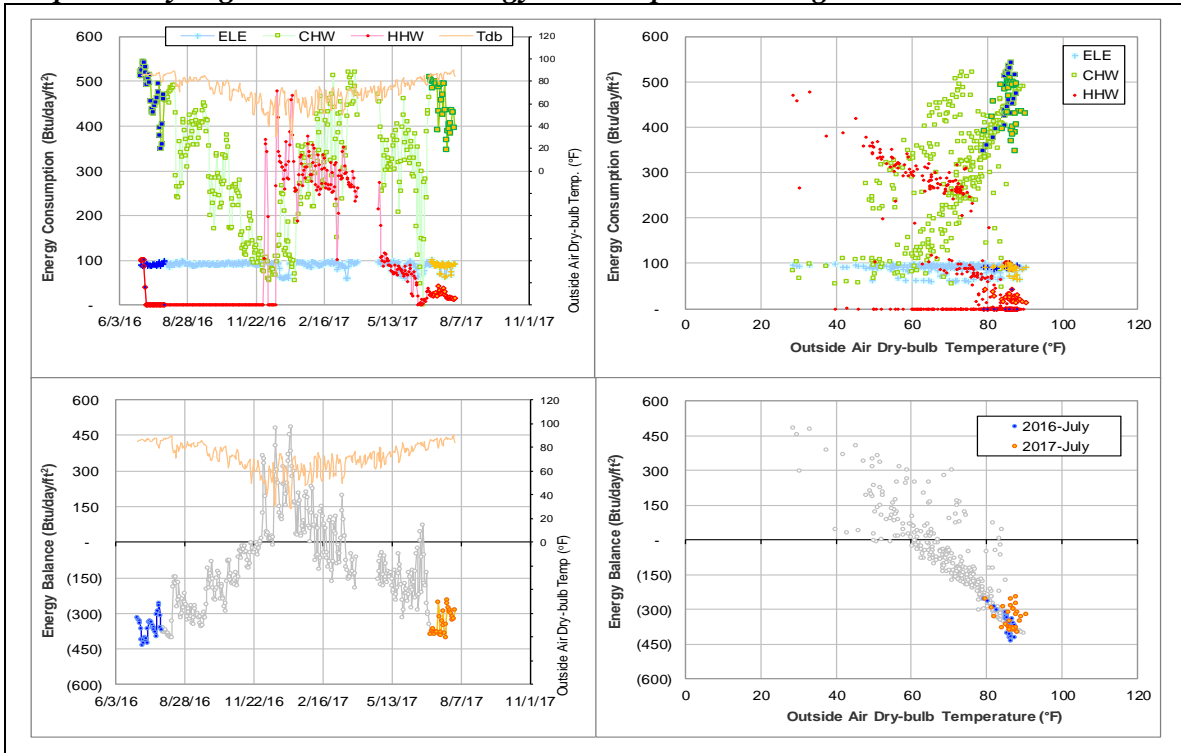 ELE CHW HHW Tdb
Energy Consumption (Btu/day/ft²)
600
500
400
300
200
100
-
120
100
80
60
40
20
0
Outside Air Dry-bulb Temp. (°F)
6/3/16 8/28/16 11/22/16 2/16/17 5/13/17 8/7/17 11/1/17
Energy Consumption (Btu/day/ft²)
600
500
400
300
200
100
-
ELE
CHW
HHW
0 20 40 60 80 100 120
Outside Air Dry-bulb Temperature (°F)
Energy Balance (Btu/day/ft²)
600
450
300
150
-
(150)
(300)
(450)
(600)
120
100
80
60
40
20
0
Outside Air Dry-bulb Temp (°F)
6/3/16 8/28/16 11/22/16 2/16/17 5/13/17 8/7/17 11/1/17
Energy Balance (Btu/day/ft²)
600
450
300
150
-
(150)
(300)
(450)
(600)
2016-July
2017-July
0 20 40 60 80 100 120
Outside Air Dry-bulb Temperature (°F)